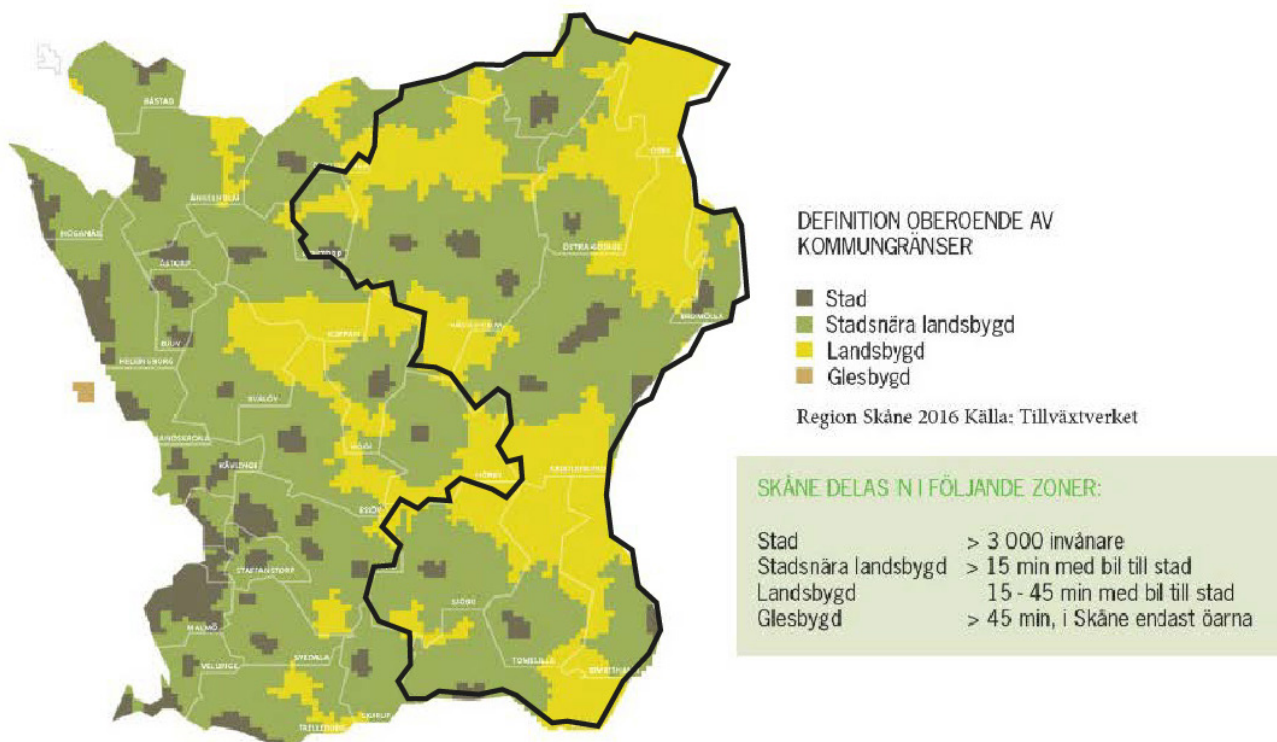 BÅSTAD
ÄNGELHOLM
HÖGANÄS
ÅSTORP
BJUV
HELSINGBORG
KLIPPAN
SVALÖV
LANDSKRONA
KÄVLINGE
HÖÖR
HÖRBY
ESLÖV
STAFFANSTORP
MALMÖ
VELLINGE
SVEDALA
TRELLEBORG
SKURUP
SJÖBO
TOMELILLA
SIMRISHAMN
KRISTIANSTAD
HÄSSLEHOLM
ÖSTRA GÖINGE
OSBY
BROMÖLLA
DEFINITION OBEROENDE AV
KOMMUNGRÄNSER
Stad
Stadsnära landsbygd
Landsbygd
Glesbygd
Region Skåne 2016 Källa: Tillväxtverket
SKÅNE DELAS IN I FÖLJANDE ZONER:
Stad > 3 000 invånare
Stadsnära landsbygd > 15 min med bil till stad
Landsbygd 15 - 45 min med bil till stad
Glesbygd > 45 min, i Skåne endast öarna